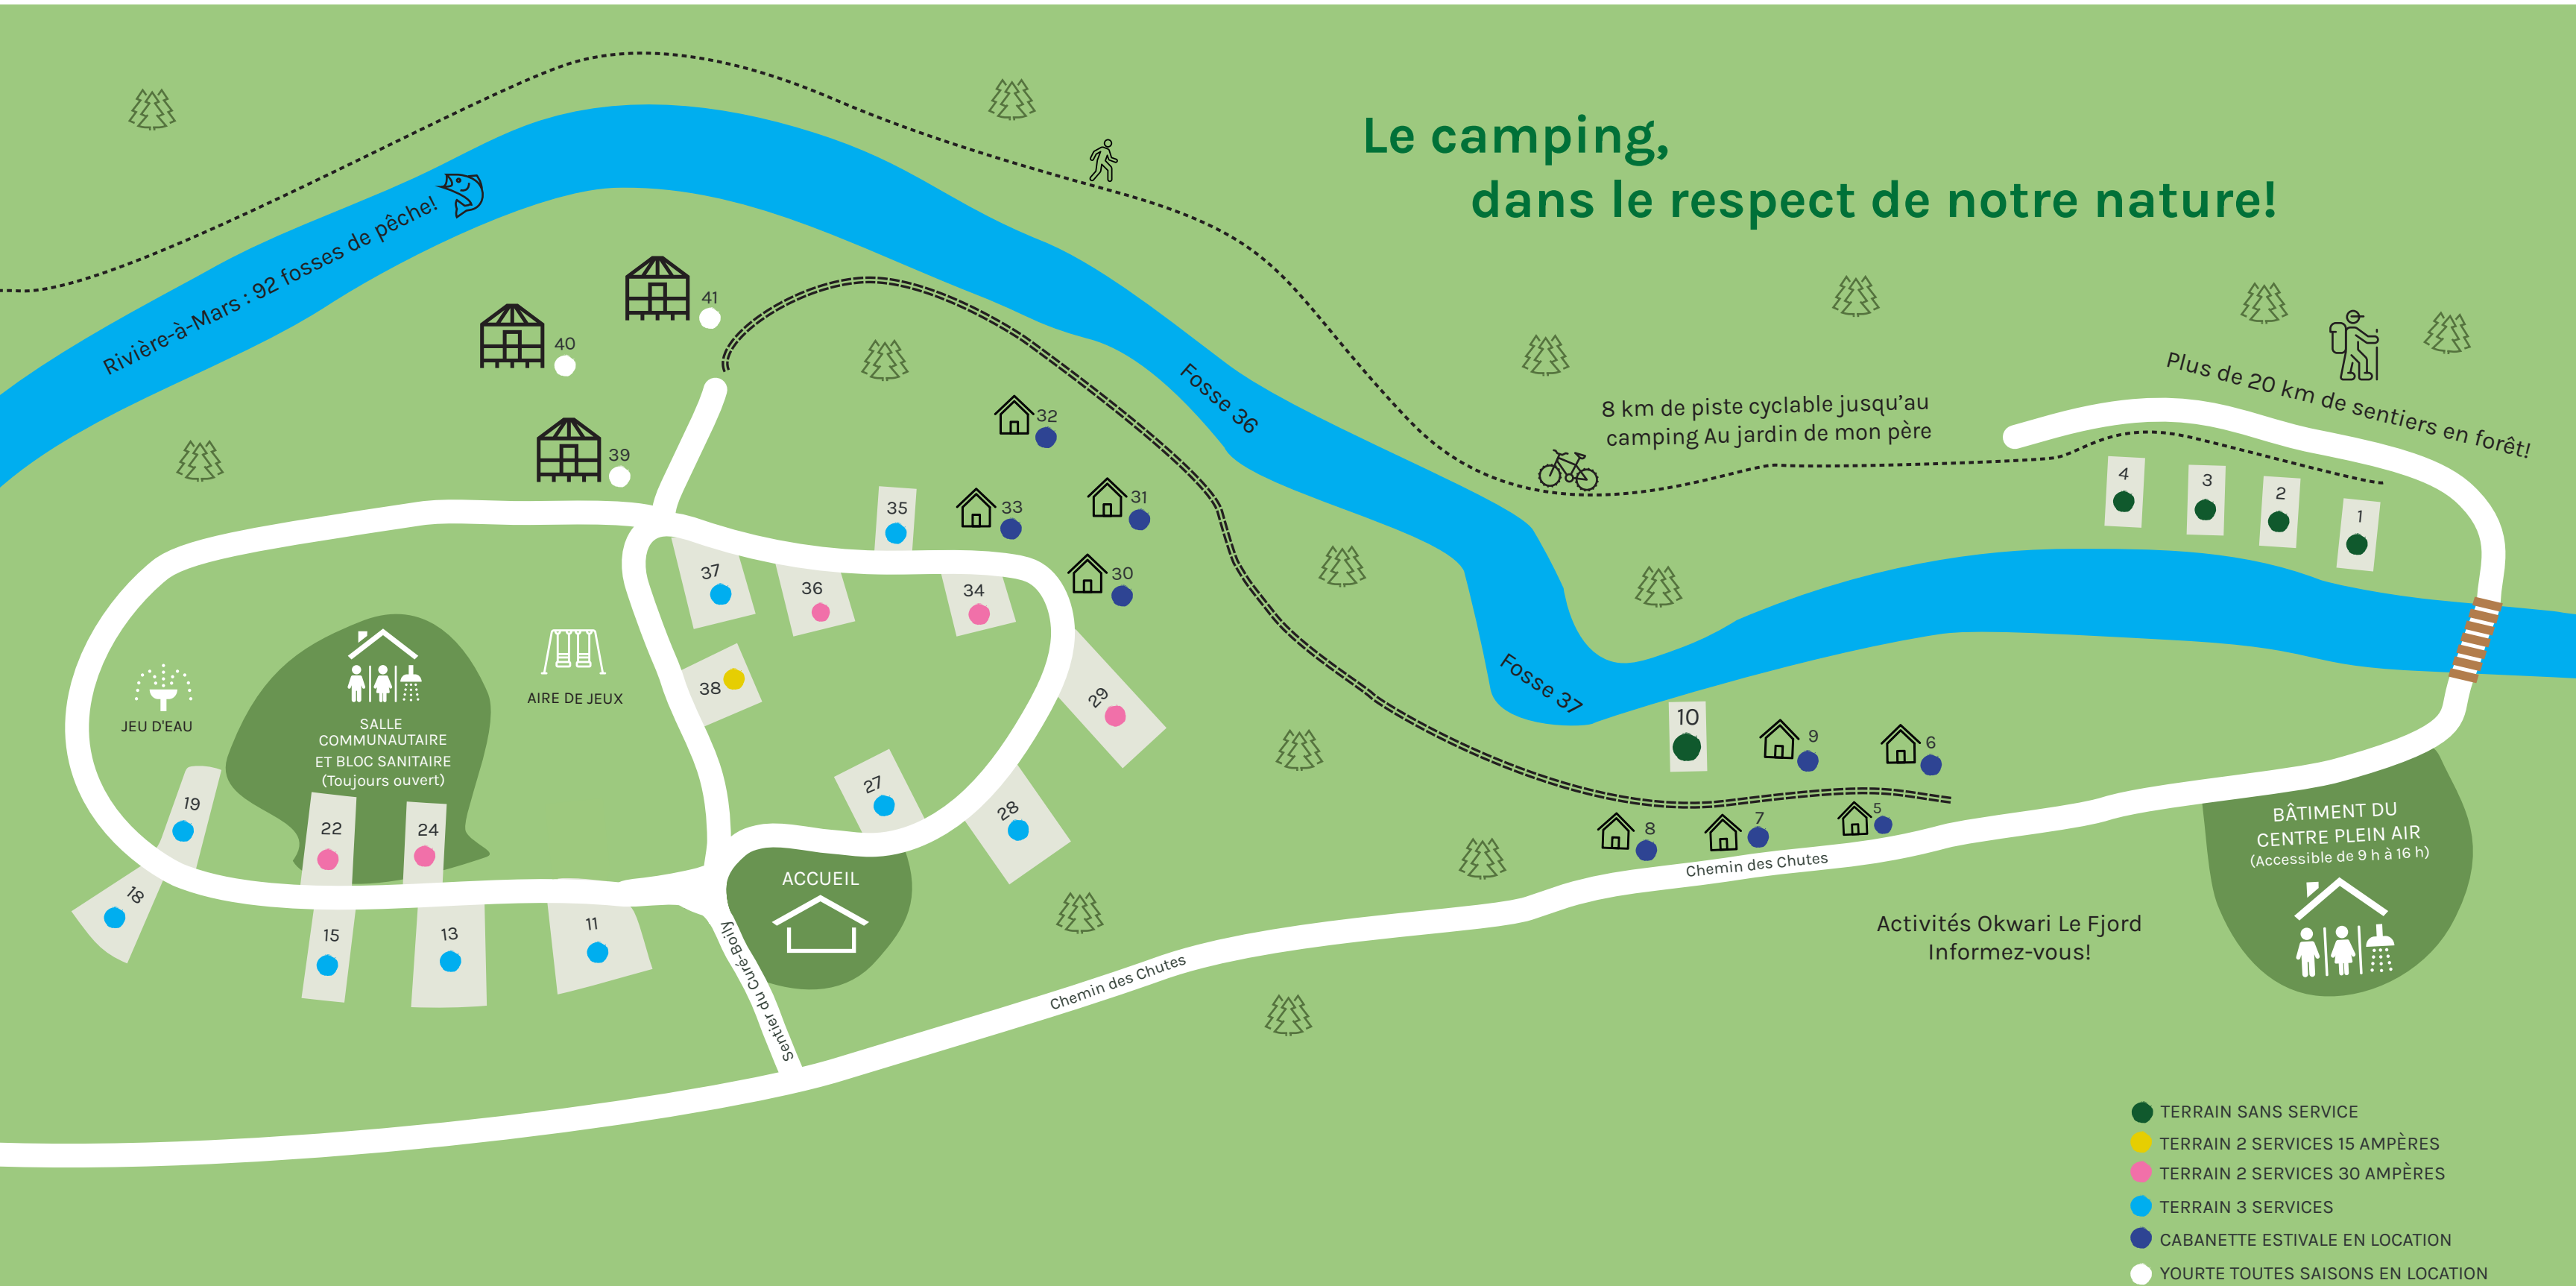 Le camping,
dans le respect de notre nature!
Rivière-à-Mars : 92 fosses de pêche!
41
40
39
32
33
31
30
35
37
36
34
38
29
27
28
Fosse 36
Fosse 37
8 km de piste cyclable jusqu'au
camping Au jardin de mon père
Plus de 20 km de sentiers en forêt!
4
3
2
1
JEU D'EAU
SALLE
COMMUNAUTAIRE
ET BLOC SANITAIRE
(Toujours ouvert)
AIRE DE JEUX
19
22
24
18
15
13
11
ACCUEIL
Sentier du Curé-Boily
Chemin des Chutes
10
9
6
8
7
5
Chemin des Chutes
BÂTIMENT DU
CENTRE PLEIN AIR
(Accessible de 9 h à 16 h)
Activités Okwari Le Fjord
Informez-vous!
TERRAIN SANS SERVICE
TERRAIN 2 SERVICES 15 AMPÈRES
TERRAIN 2 SERVICES 30 AMPÈRES
TERRAIN 3 SERVICES
CABANETTE ESTIVALE EN LOCATION
YOURTE TOUTES SAISONS EN LOCATION